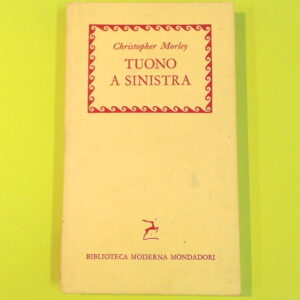 Christopher Morley
TUONO
A SINISTRA
BIBLIOTECA MODERNA MONDADORI